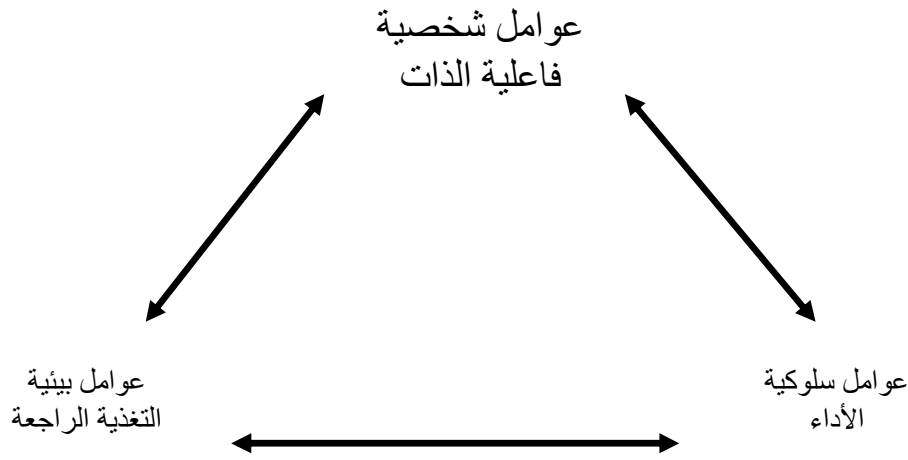 عوامل شخصية
فاعلية الذات
عوامل سلوكية
الأداء
عوامل بيئية
التغذية الراجعة